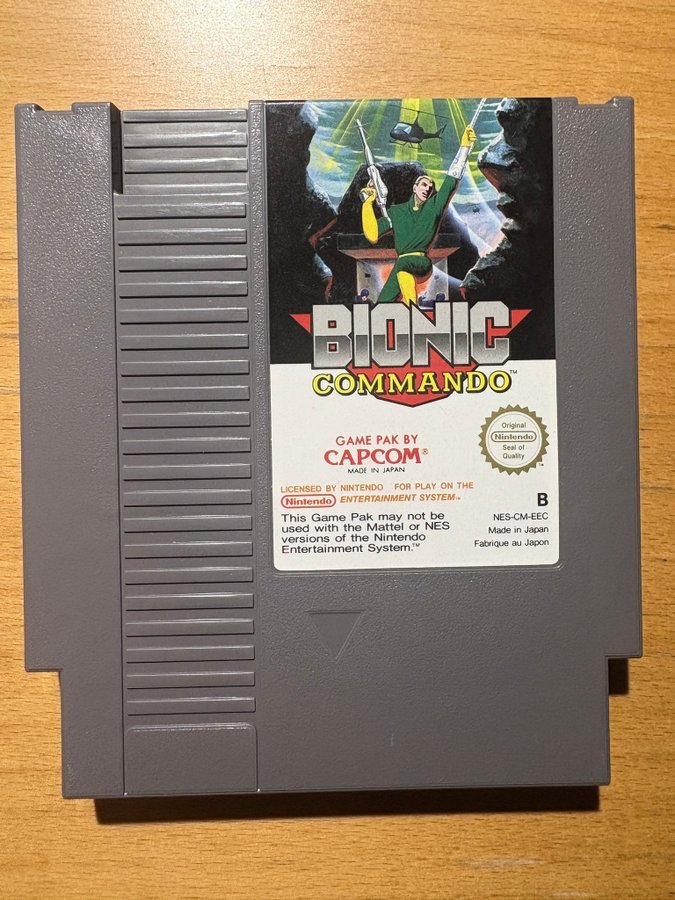 BIONIC
COMMANDO™
GAME PAK BY
CAPCOM®
MADE IN JAPAN
Original
Nintendo
Seal of
Quality
™
LICENSED BY NINTENDO FOR PLAY ON THE
Nintendo ENTERTAINMENT SYSTEM™
This Game Pak may not be
used with the Mattel or NES
versions of the Nintendo
Entertainment System.™
B
NES-CM-EEC
Made in Japan
Fabriqué au Japon